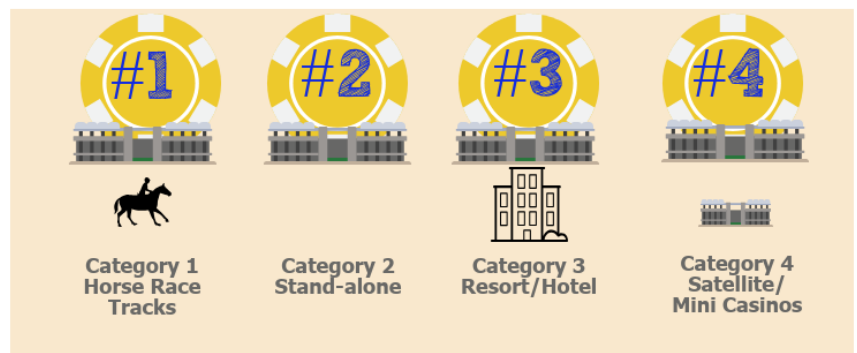 #1
#2
#3
#4
Category 1
Horse Race
Tracks
Category 2
Stand-alone
Category 3
Resort/Hotel
Category 4
Satellite/
Mini Casinos